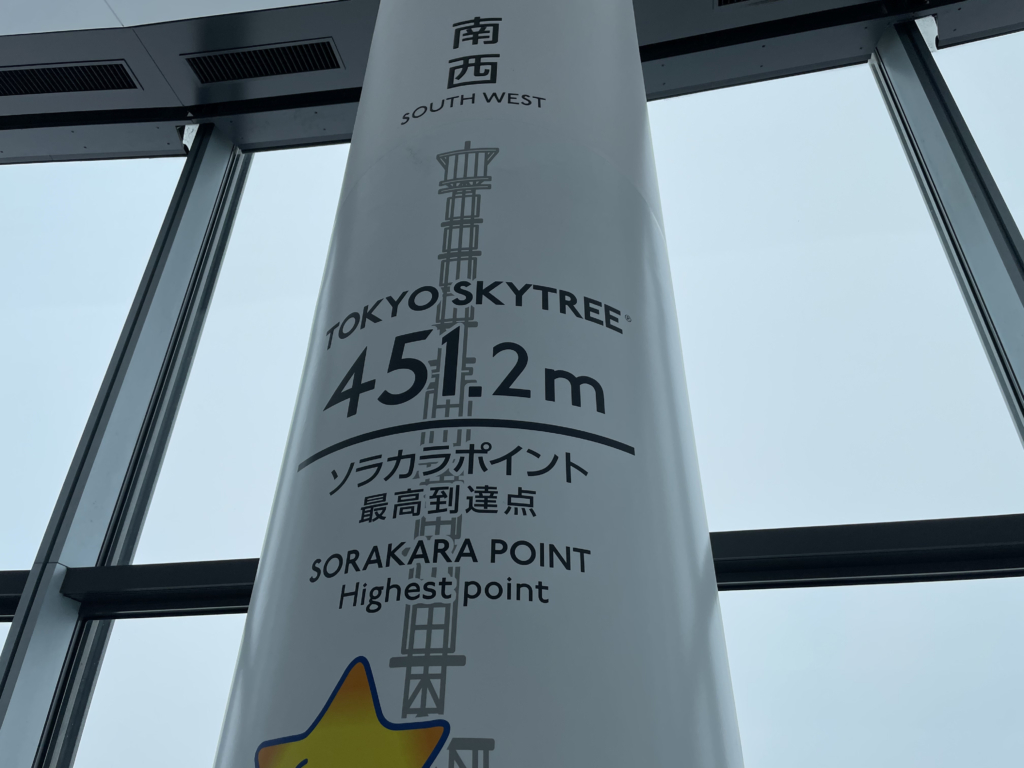 南
西
SOUTH WEST
TOKYO SKYTREE®
451.2m
ソラカラポイント
最高到達点
SORAKARA POINT
Highest point